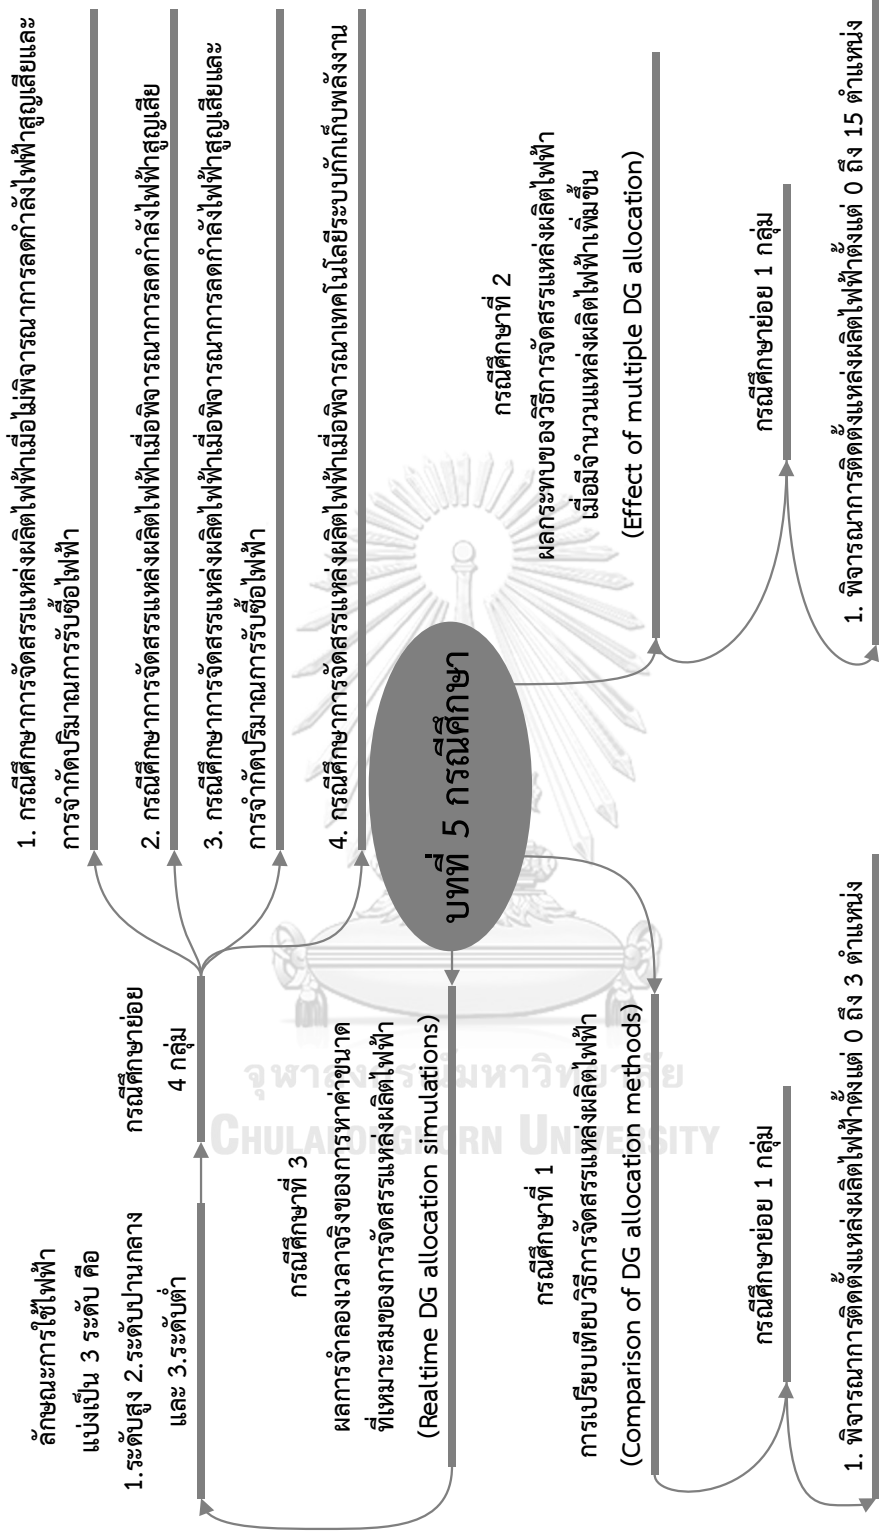 บทที่ 5 กรณีศึกษา
กรณีศึกษาที่ 1
การเปรียบเทียบวิธีการจัดสรรแหล่งผลิตไฟฟ้า
(Comparison of DG allocation methods)
กรณีศึกษาย่อย 1 กลุ่ม
1. พิจารณาการติดตั้งแหล่งผลิตไฟฟ้าตั้งแต่ 0 ถึง 3 ตำแหน่ง
กรณีศึกษาที่ 2
ผลกระทบของวิธีการจัดสรรแหล่งผลิตไฟฟ้า
เมื่อมีจำนวนแหล่งผลิตไฟฟ้าเพิ่มขึ้น
(Effect of multiple DG allocation)
กรณีศึกษาย่อย 1 กลุ่ม
1. พิจารณาการติดตั้งแหล่งผลิตไฟฟ้าตั้งแต่ 0 ถึง 15 ตำแหน่ง
กรณีศึกษาที่ 3
ผลการจำลองเวลาจริงของการหาค่าขนาด
ที่เหมาะสมของการจัดสรรแหล่งผลิตไฟฟ้า
(Realtime DG allocation simulations)
ลักษณะการใช้ไฟฟ้า
แบ่งเป็น 3 ระดับ คือ
1.ระดับสูง 2.ระดับปานกลาง
และ 3.ระดับต่ำ
กรณีศึกษาย่อย
4 กลุ่ม
1. กรณีศึกษาการจัดสรรแหล่งผลิตไฟฟ้าเมื่อไม่พิจารณาการลดกำลังไฟฟ้าสูญเสียและ
การจำกัดปริมาณการรับซื้อไฟฟ้า
2. กรณีศึกษาการจัดสรรแหล่งผลิตไฟฟ้าเมื่อพิจารณาการลดกำลังไฟฟ้าสูญเสีย
3. กรณีศึกษาการจัดสรรแหล่งผลิตไฟฟ้าเมื่อพิจารณาการลดกำลังไฟฟ้าสูญเสียและ
การจำกัดปริมาณการรับซื้อไฟฟ้า
4. กรณีศึกษาการจัดสรรแหล่งผลิตไฟฟ้าเมื่อพิจารณาเทคโนโลยีระบบกักเก็บพลังงาน
จุฬาลงกรณ์มหาวิทยาลัย
CHULALONGKORN UNIVERSITY